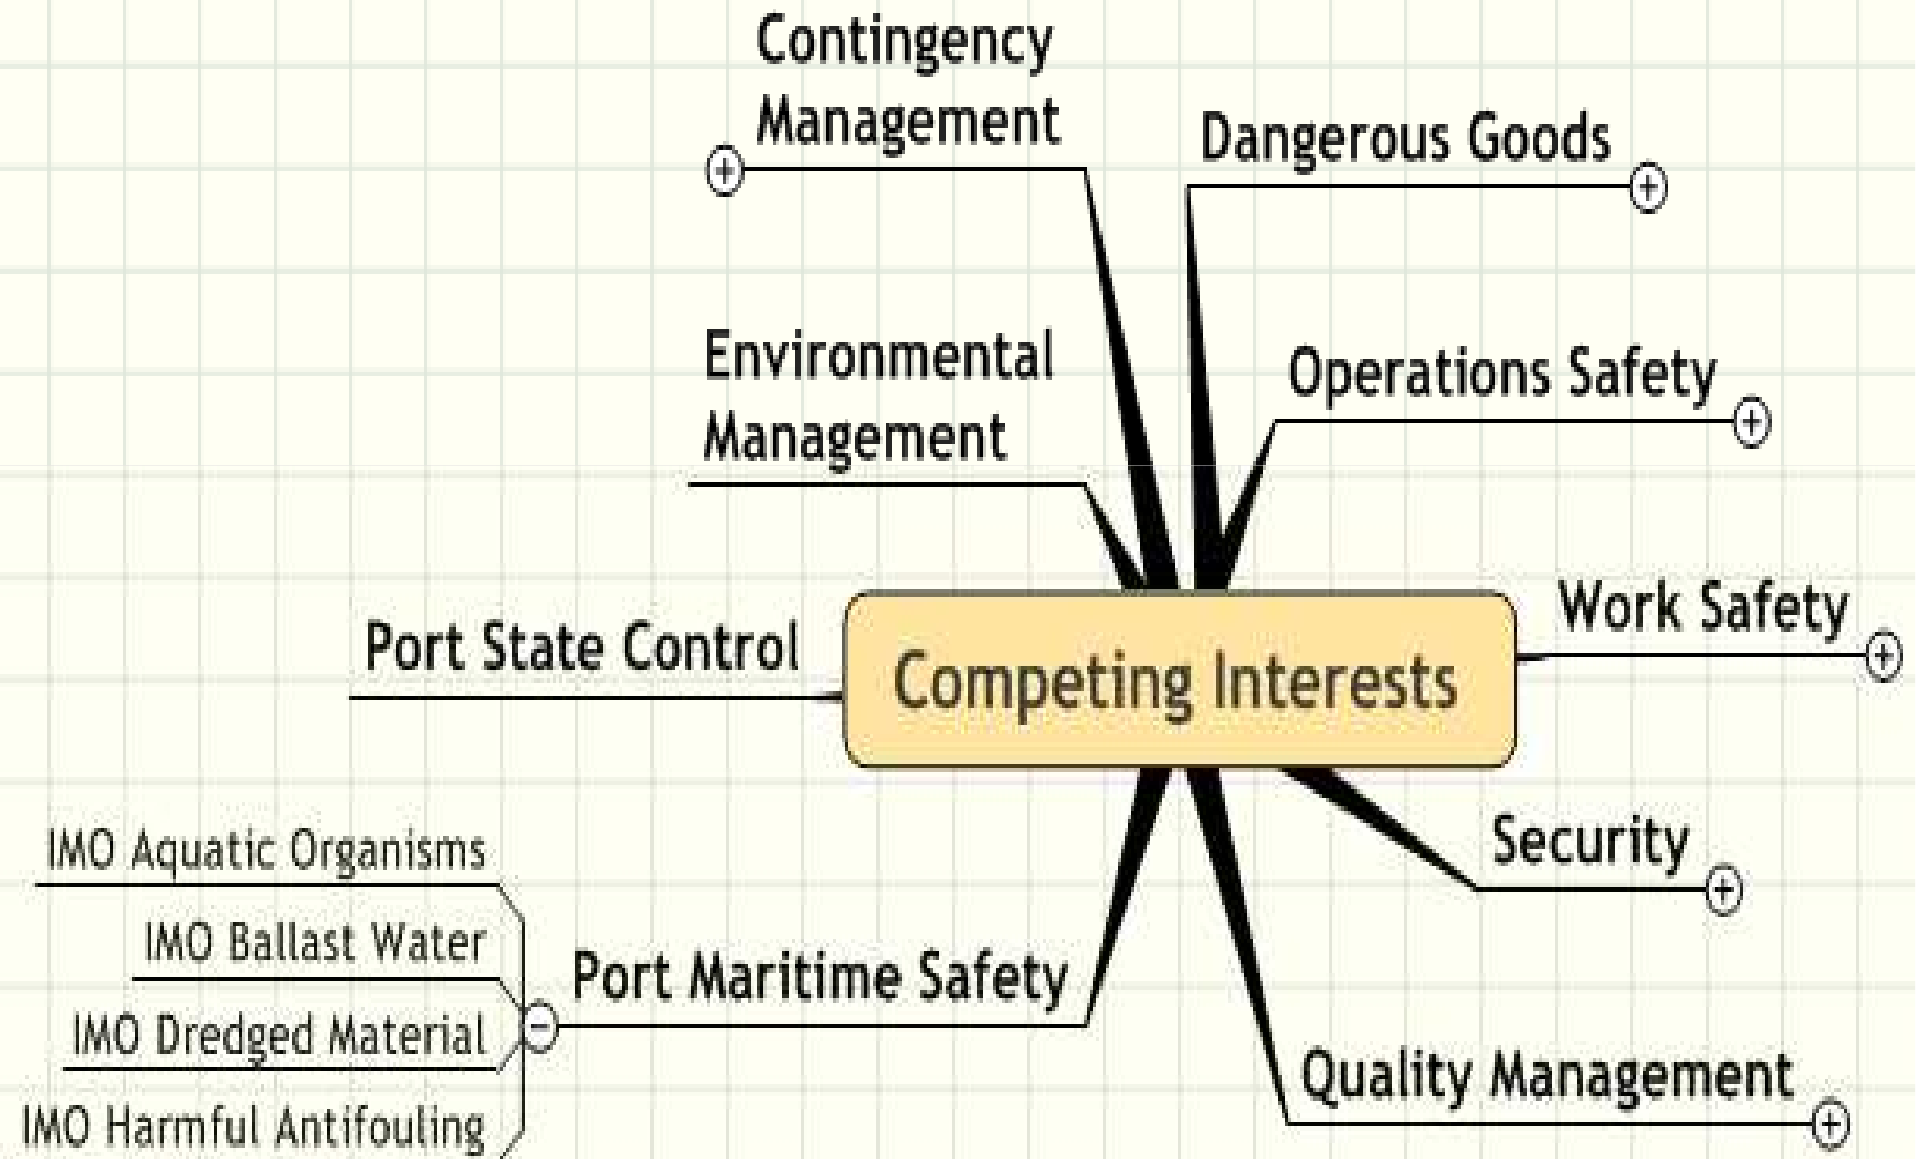 Contingency
Management
Dangerous Goods
Environmental
Management
Operations Safety
Port State Control
Competing Interests
Work Safety
Security
Port Maritime Safety
IMO Aquatic Organisms
IMO Ballast Water
IMO Dredged Material
IMO Harmful Antifouling
Quality Management